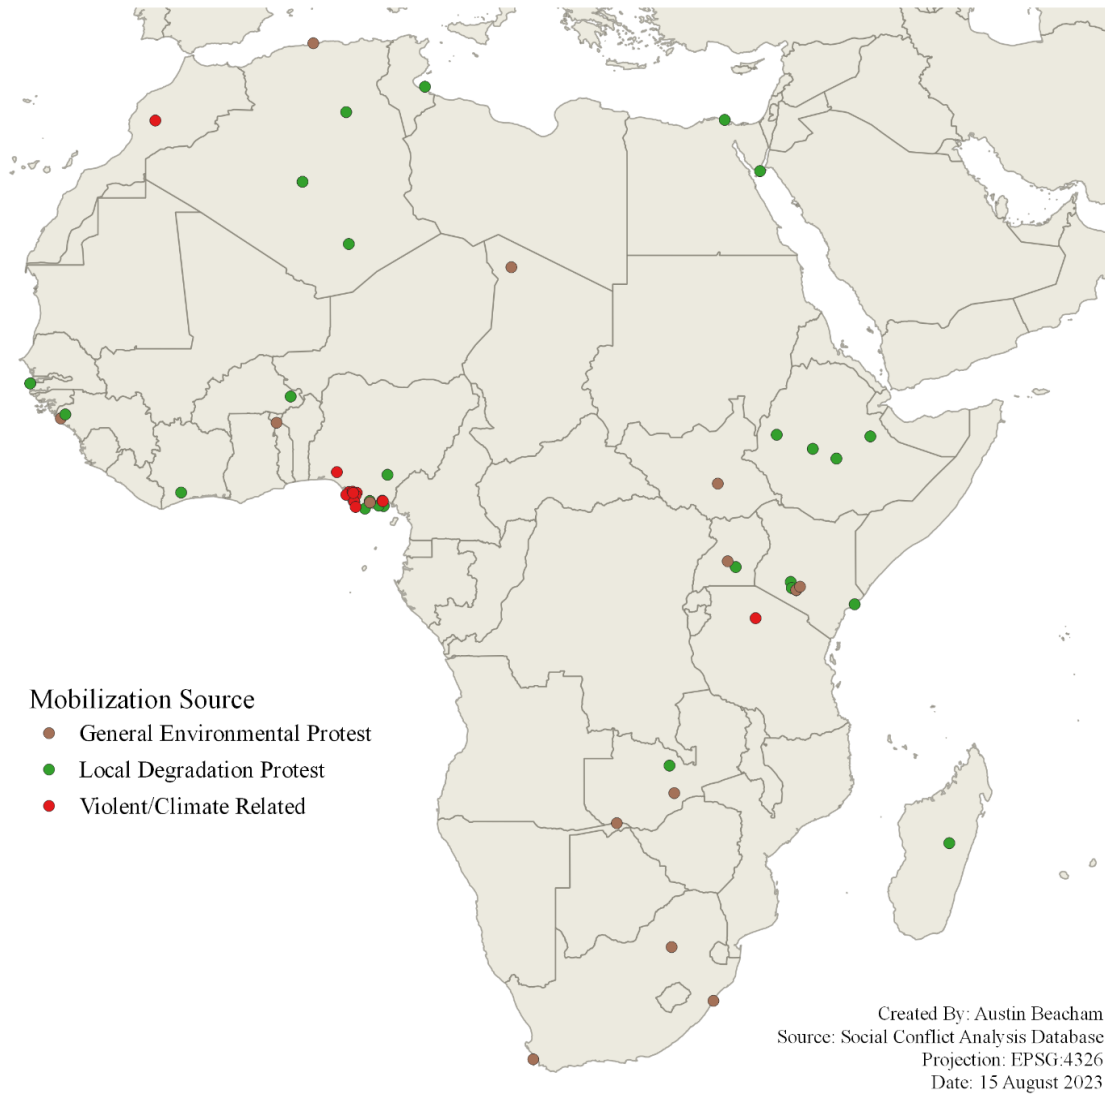 Mobilization Source
General Environmental Protest
Local Degradation Protest
Violent/Climate Related
Created By: Austin Beacham
Source: Social Conflict Analysis Database
Projection: EPSG:4326
Date: 15 August 2023